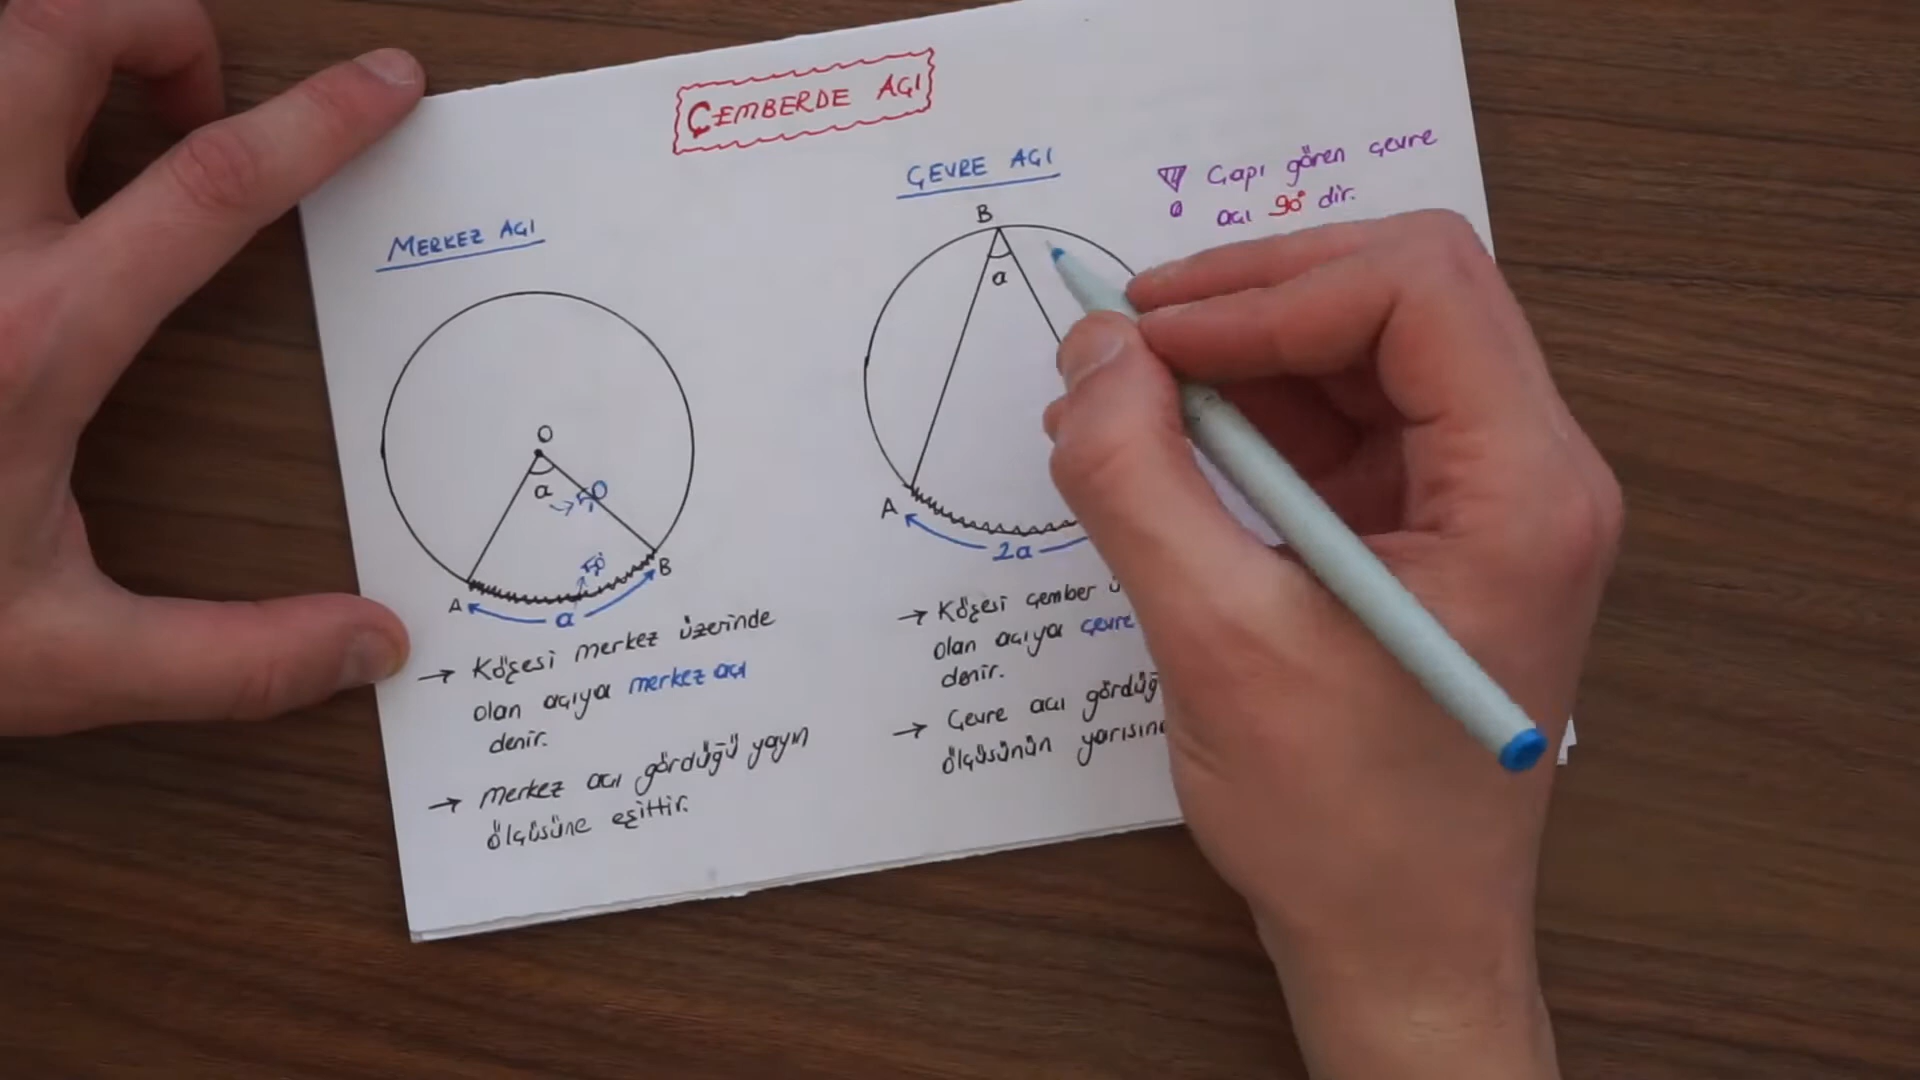 ÇEMBERDE AÇI
MERKEZ AÇI
O
a → 50
50
A
B
a
→ Köşesi merkez üzerinde
olan açıya merkez açı
denir.
→ Merkez açı gördüğü yayın
ölçüsüne eşittir.
ÇEVRE AÇI
B
a
A
2a
→ Köşesi çember ü
olan açıya çevre
denir.
→ Çevre açı gördüğ
ölçüsünün yarısın
Çapı gören çevre
açı 90° dir.